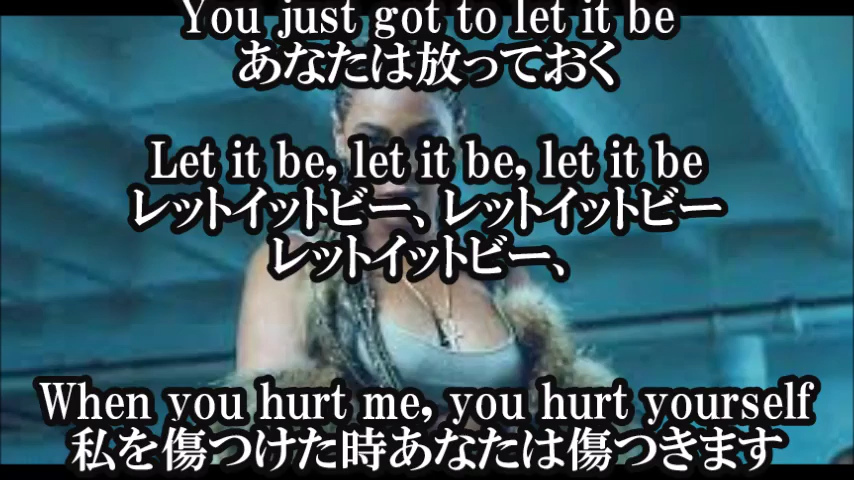 You just got to let it be
あなたは放っておく
Let it be, let it be, let it be
レットイットビー、レットイットビー
レットイットビー、
When you hurt me, you hurt yourself
私を傷つけた時あなたは傷つきます